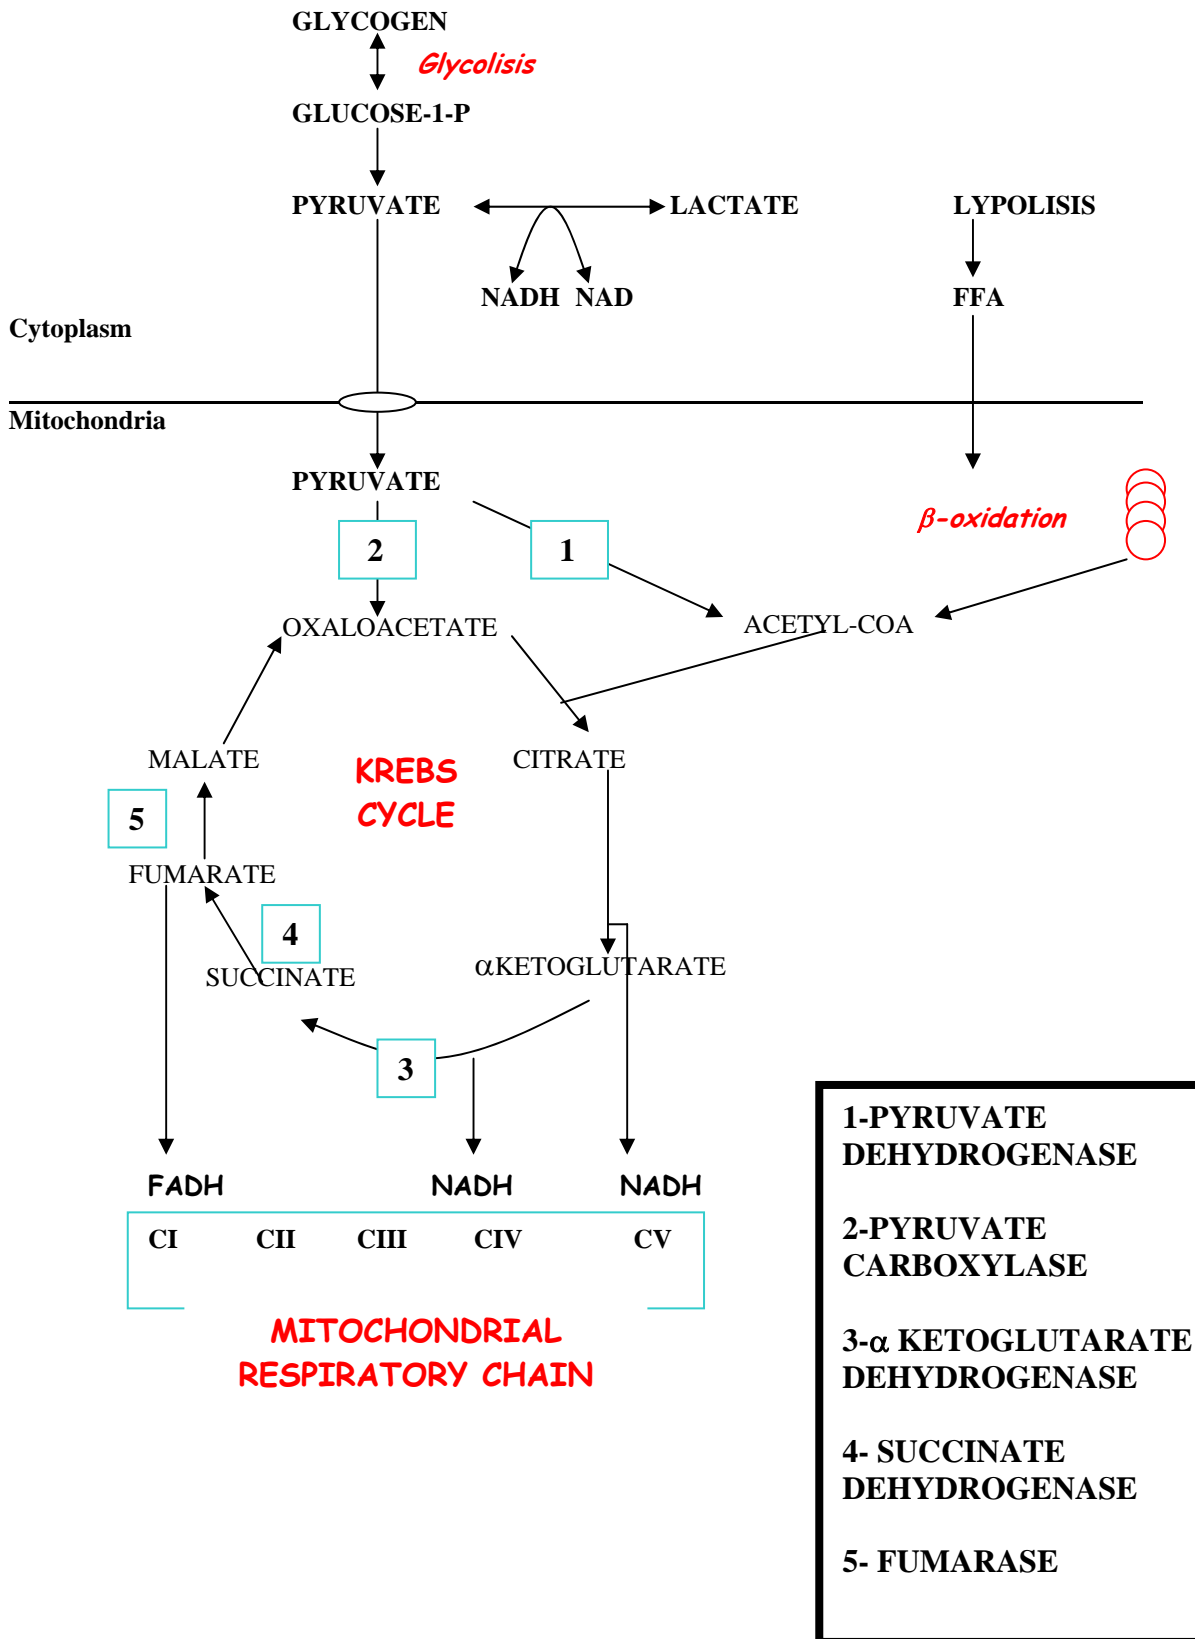 GLYCOGEN
Glycolisis
GLUCOSE-1-P
PYRUVATE
LACTATE
LYPOLISIS
NADH NAD
FFA
Cytoplasm
Mitochondria
PYRUVATE
β-oxidation
2
1
OXALOACETATE
ACETYL-COA
MALATE
KREBS
CYCLE
CITRATE
5
FUMARATE
4
SUCCINATE
αKETOGLUTARATE
3
FADH
NADH
NADH
CI CII CIII CIV CV
MITOCHONDRIAL
RESPIRATORY CHAIN
1-PYRUVATE
DEHYDROGENASE
2-PYRUVATE
CARBOXYLASE
3-α KETOGLUTARATE
DEHYDROGENASE
4- SUCCINATE
DEHYDROGENASE
5- FUMARASE